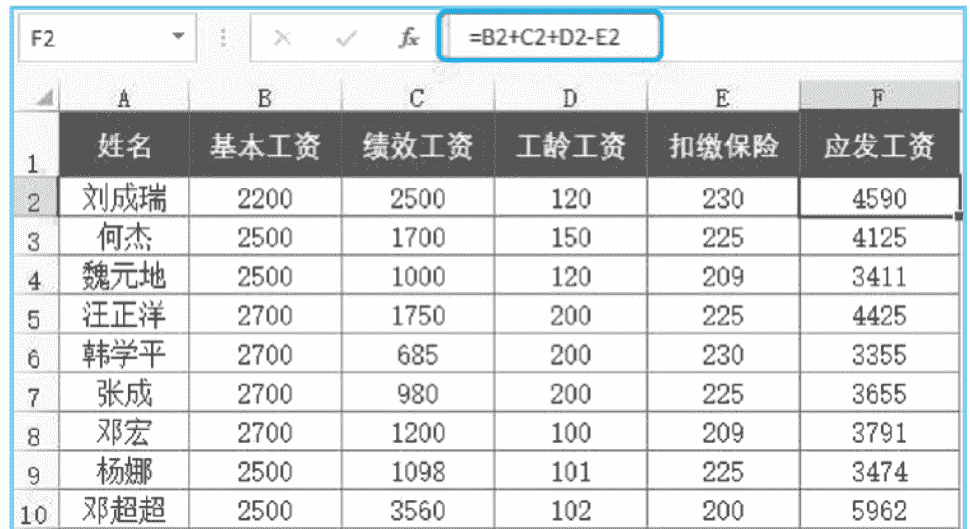 F2 fx =B2+C2+D2-E2
A B C D E F
1 姓名 基本工资 绩效工资 工龄工资 扣缴保险 应发工资
2 刘成瑞 2200 2500 120 230 4590
3 何杰 2500 1700 150 225 4125
4 魏元地 2500 1000 120 209 3411
5 汪正洋 2700 1750 200 225 4425
6 韩学平 2700 685 200 230 3355
7 张成 2700 980 200 225 3655
8 邓宏 2700 1200 100 209 3791
9 杨娜 2500 1098 101 225 3474
10 邓超超 2500 3560 102 200 5962